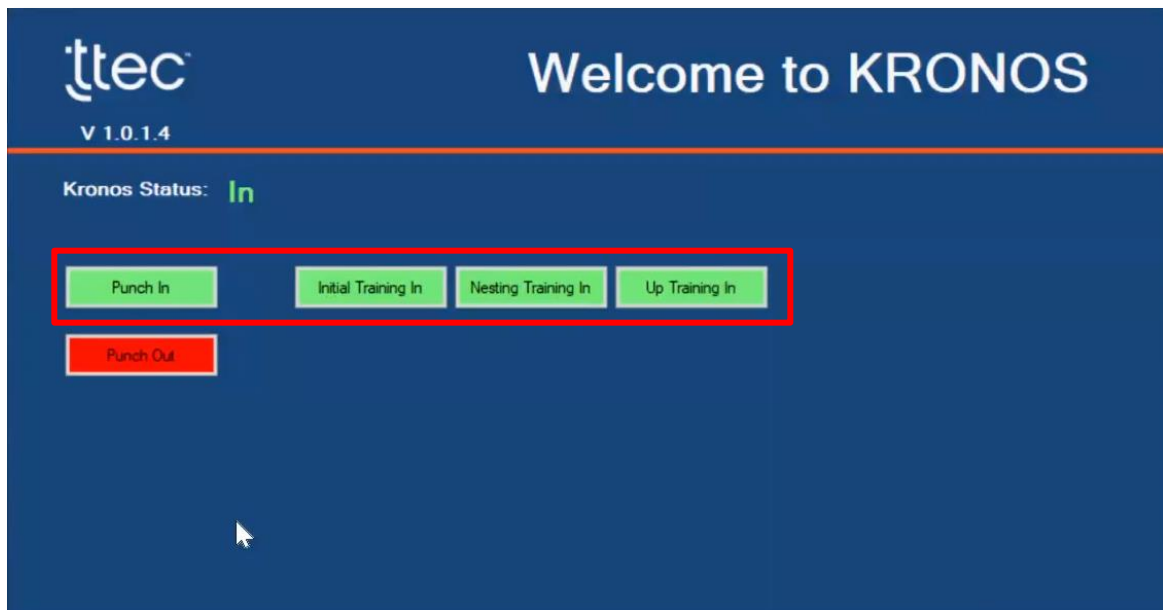 ttec
Welcome to KRONOS
V 1.0.1.4
Kronos Status: In
Punch In Initial Training In Nesting Training In Up Training In
Punch Out